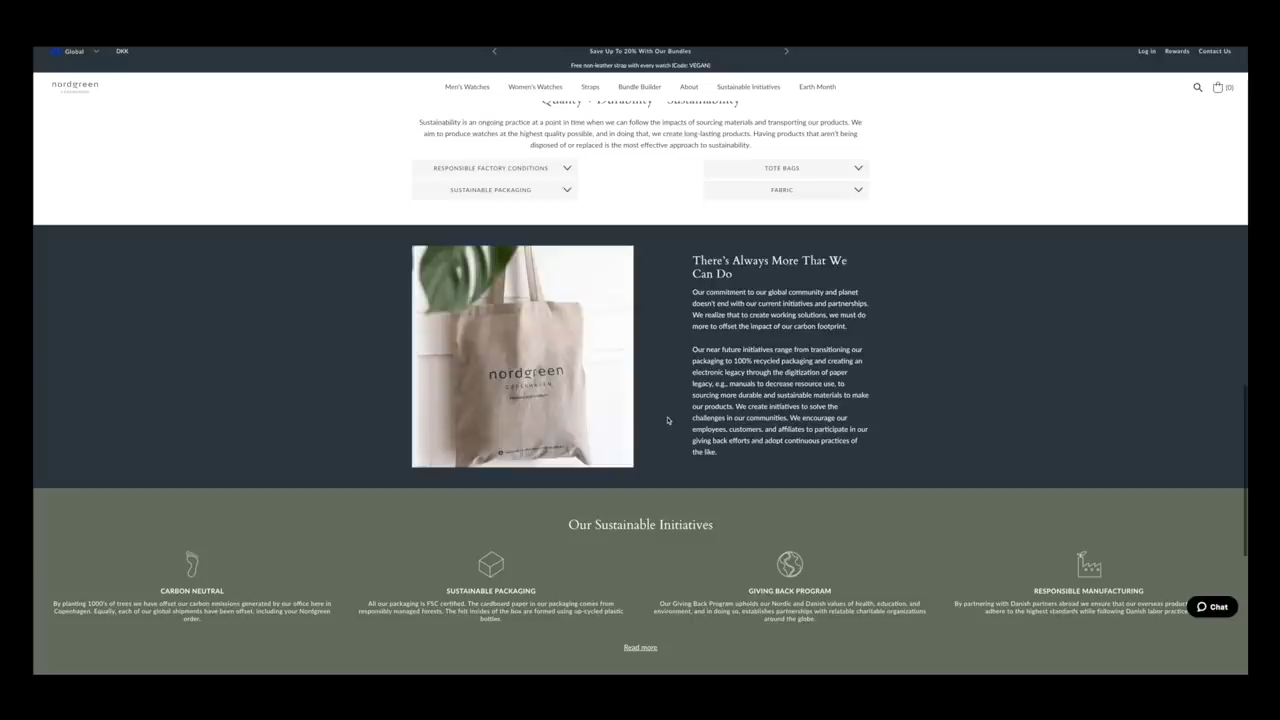 Global
DKK
Save Up To 20% With Our Bundles
Log in
Rewards
Contact Us
Free non-leather strap with every watch (Code: VEGAN)
nordgreen
Men's Watches
Women's Watches
Straps
Bundle Builder
About
Sustainable Initiatives
Earth Month
(0)
Quality + Durability = Sustainability
Sustainability is an ongoing practice at a point in time when we can follow the impacts of sourcing materials and transporting our products. We
aim to produce watches at the highest quality possible, and in doing that, we create long-lasting products. Having products that aren't being
disposed of or replaced is the most effective approach to sustainability.
RESPONSIBLE FACTORY CONDITIONS
TOTE BAGS
SUSTAINABLE PACKAGING
FABRIC
nordgreen
COPENHAGEN
There's Always More That We
Can Do
Our commitment to our global community and planet
doesn't end with our current initiatives and partnerships.
We realize that to create working solutions, we must do
more to offset the impact of our carbon footprint.
Our near future initiatives range from transitioning our
packaging to 100% recycled packaging and creating an
electronic legacy through the digitization of paper
legacy, e.g., manuals to decrease resource use, to
sourcing more durable and sustainable materials to make
our products. We create initiatives to solve the
challenges in our communities. We encourage our
employees, customers, and affiliates to participate in our
giving back efforts and adopt continuous practices of
the like.
Our Sustainable Initiatives
CARBON NEUTRAL
By planting 1000's of trees we have offset our carbon emissions generated by our office here in
Copenhagen. Equally, each of our global shipments have been offset, including your Nordgreen
order.
SUSTAINABLE PACKAGING
All our packaging is FSC certified. The cardboard paper in our packaging comes from
responsibly managed forests. The felt insides of the box are formed using up-cycled plastic
bottles.
GIVING BACK PROGRAM
Our Giving Back Program upholds our Nordic and Danish values of health, education, and
environment, and in doing so, establishes partnerships with relatable charitable organizations
around the globe.
RESPONSIBLE MANUFACTURING
By partnering with Danish partners abroad we ensure that our overseas produc
adhere to the highest standards while following Danish labor practice
Chat
Read more